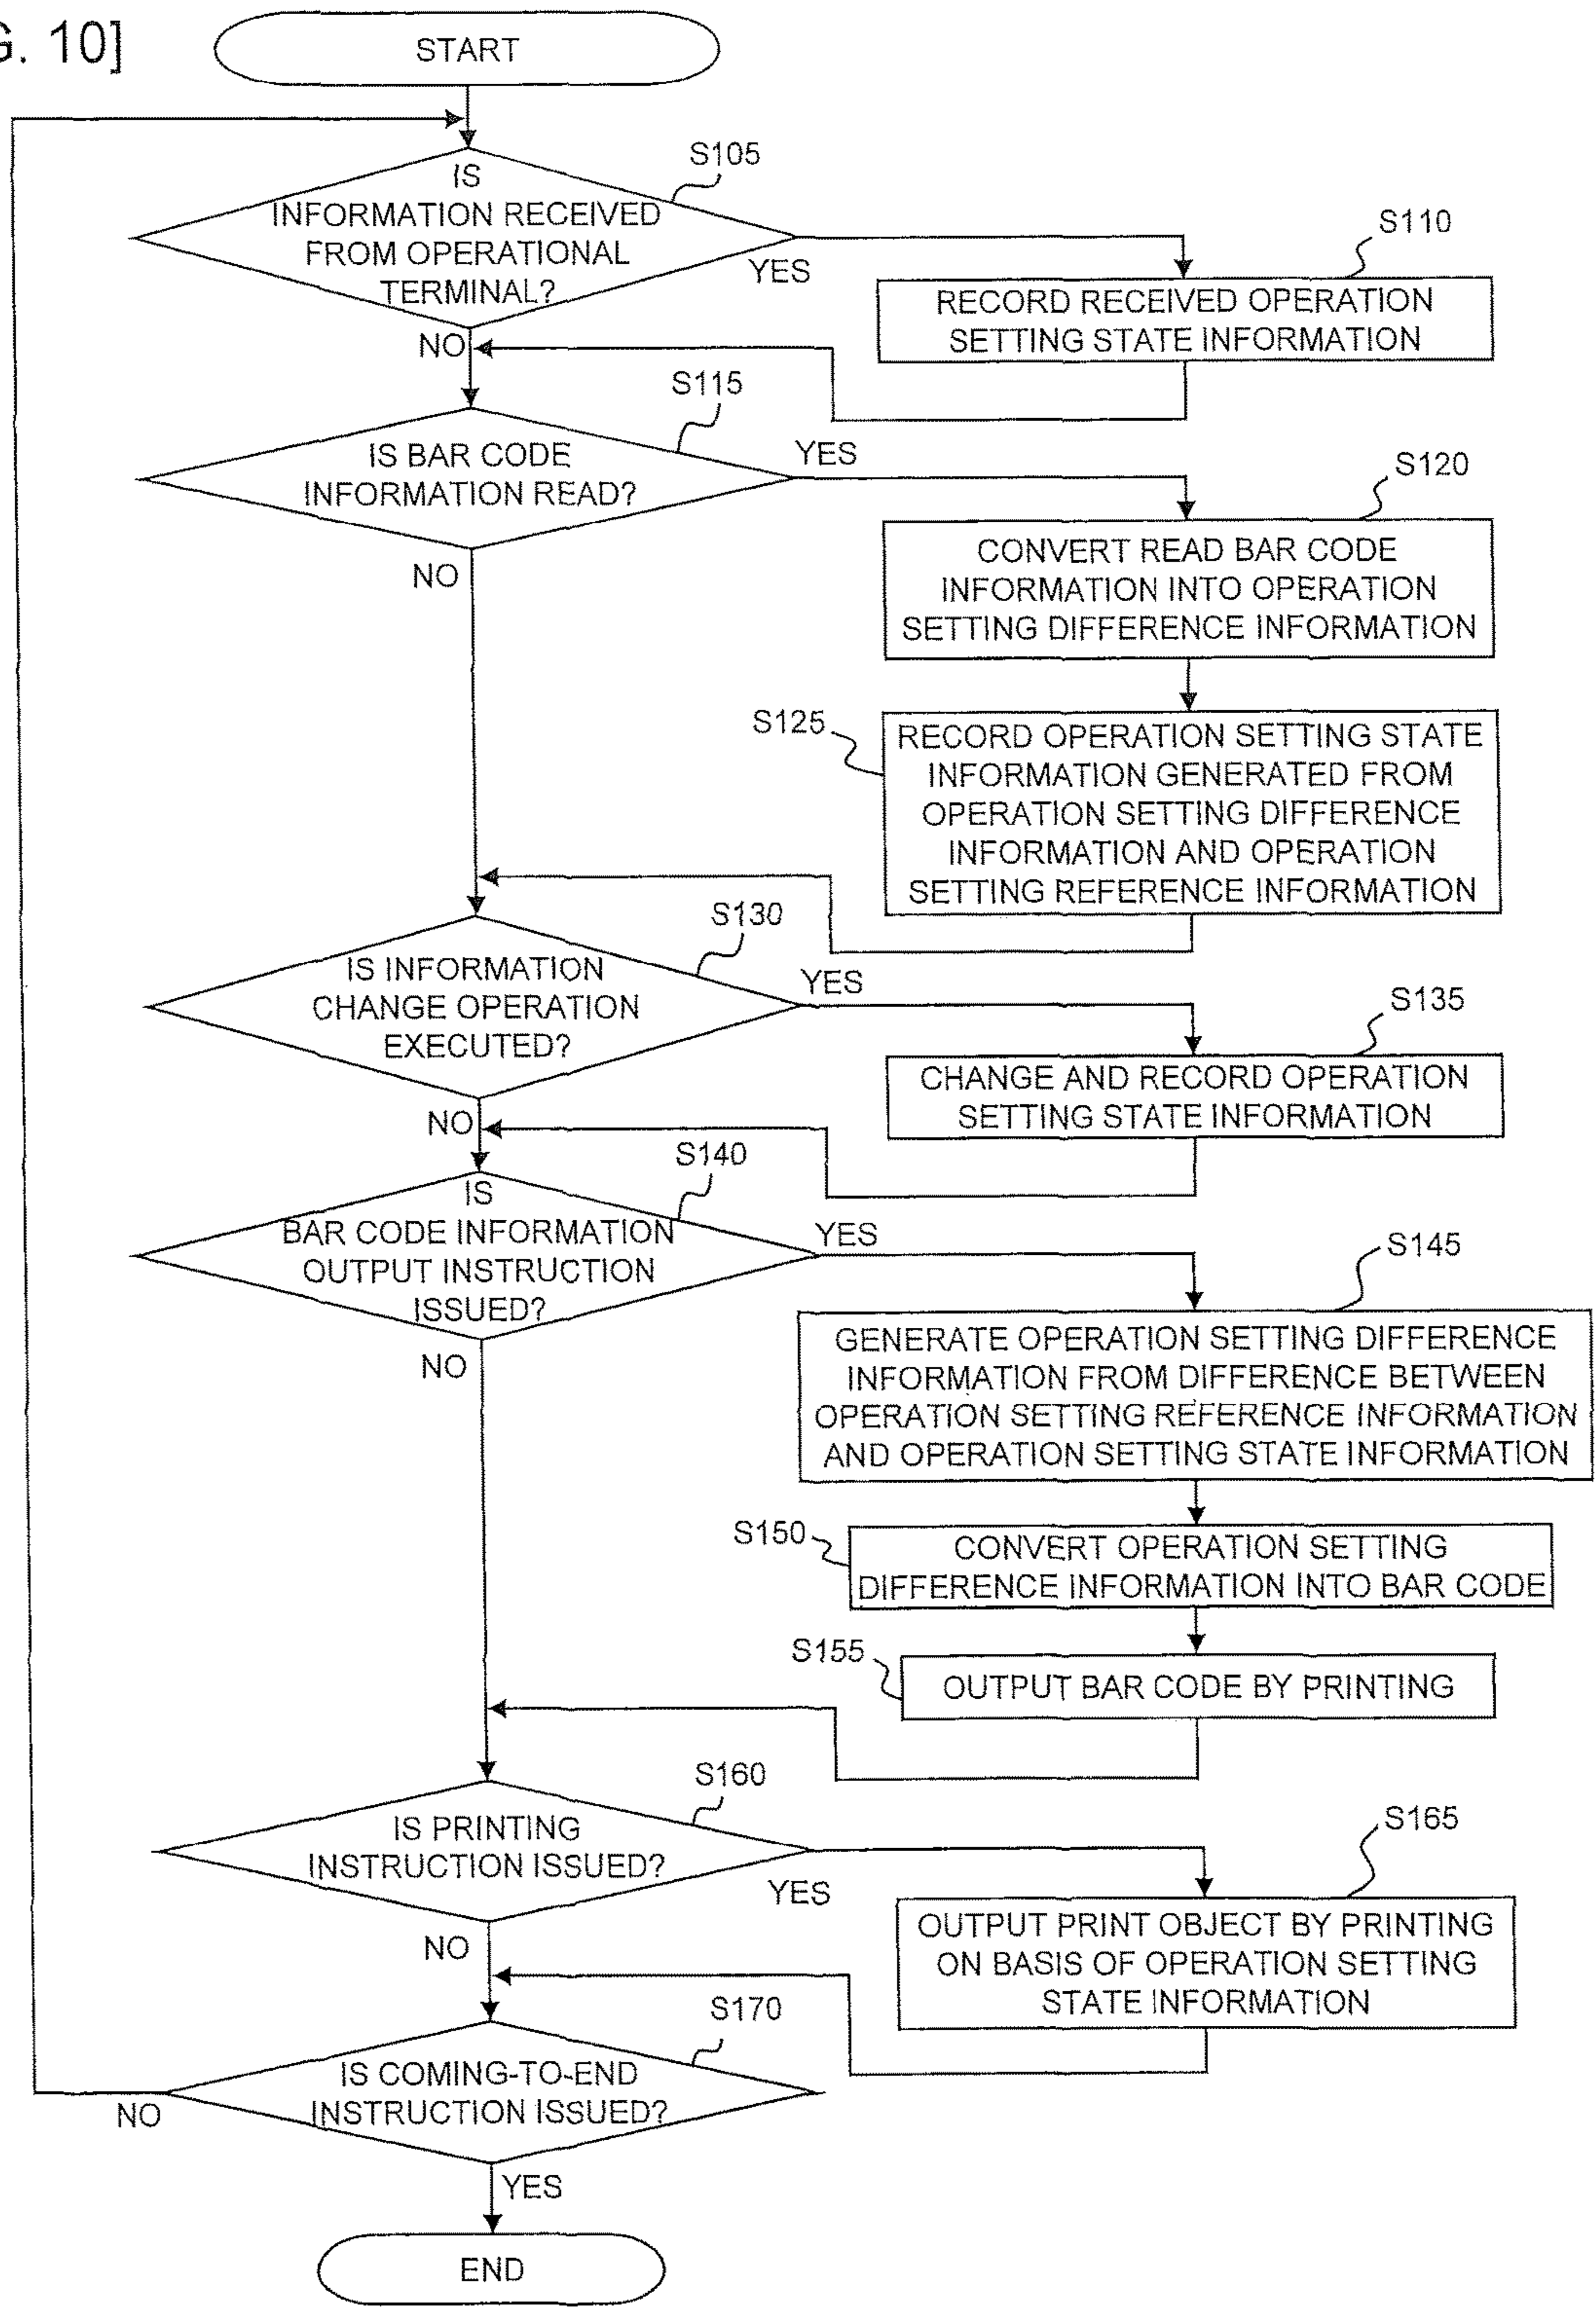 G. 10]
START
S105
IS
INFORMATION RECEIVED
FROM OPERATIONAL
TERMINAL?
YES
NO
S110
RECORD RECEIVED OPERATION
SETTING STATE INFORMATION
S115
IS BAR CODE
INFORMATION READ?
YES
NO
S120
CONVERT READ BAR CODE
INFORMATION INTO OPERATION
SETTING DIFFERENCE INFORMATION
S125
RECORD OPERATION SETTING STATE
INFORMATION GENERATED FROM
OPERATION SETTING DIFFERENCE
INFORMATION AND OPERATION
SETTING REFERENCE INFORMATION
S130
IS INFORMATION
CHANGE OPERATION
EXECUTED?
YES
NO
S135
CHANGE AND RECORD OPERATION
SETTING STATE INFORMATION
S140
IS
BAR CODE INFORMATION
OUTPUT INSTRUCTION
ISSUED?
YES
NO
S145
GENERATE OPERATION SETTING DIFFERENCE
INFORMATION FROM DIFFERENCE BETWEEN
OPERATION SETTING REFERENCE INFORMATION
AND OPERATION SETTING STATE INFORMATION
S150
CONVERT OPERATION SETTING
DIFFERENCE INFORMATION INTO BAR CODE
S155
OUTPUT BAR CODE BY PRINTING
S160
IS PRINTING
INSTRUCTION ISSUED?
YES
NO
S165
OUTPUT PRINT OBJECT BY PRINTING
ON BASIS OF OPERATION SETTING
STATE INFORMATION
S170
IS COMING-TO-END
INSTRUCTION ISSUED?
NO
YES
END